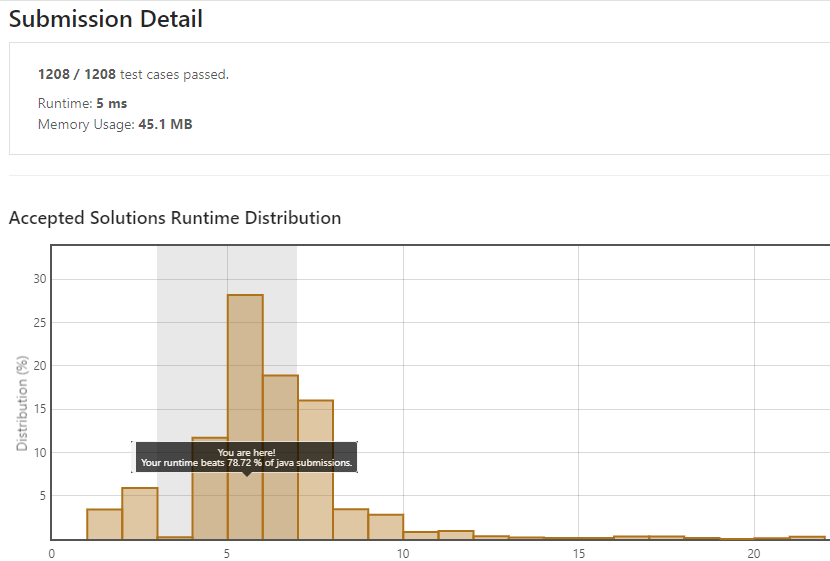 Submission Detail
1208 / 1208 test cases passed.
Runtime: 5 ms
Memory Usage: 45.1 MB
Accepted Solutions Runtime Distribution
Distribution (%)
30
25
20
15
10
5
You are here!
Your runtime beats 78.72 % of java submissions.
0 5 10 15 20